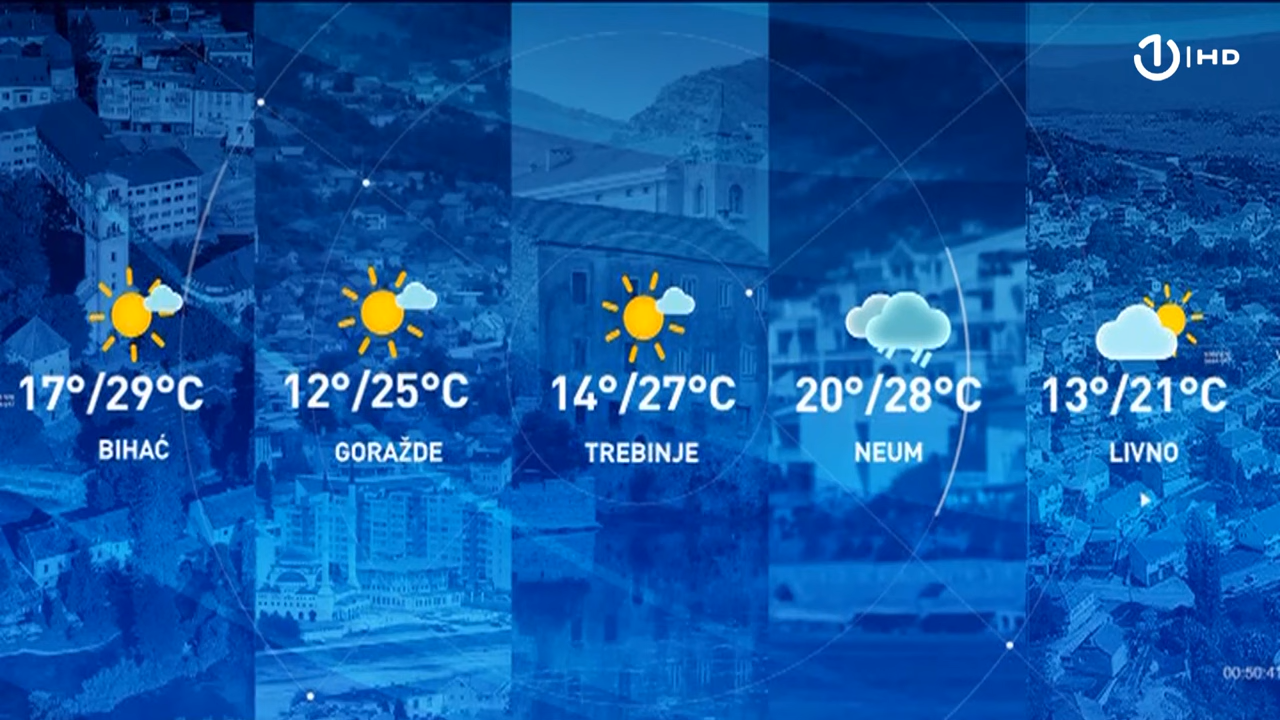 1|HD
17°/29°C
BIHAĆ
12°/25°C
GORAŽDE
14°/27°C
TREBINJE
20°/28°C
NEUM
13°/21°C
LIVNO
00:50:41